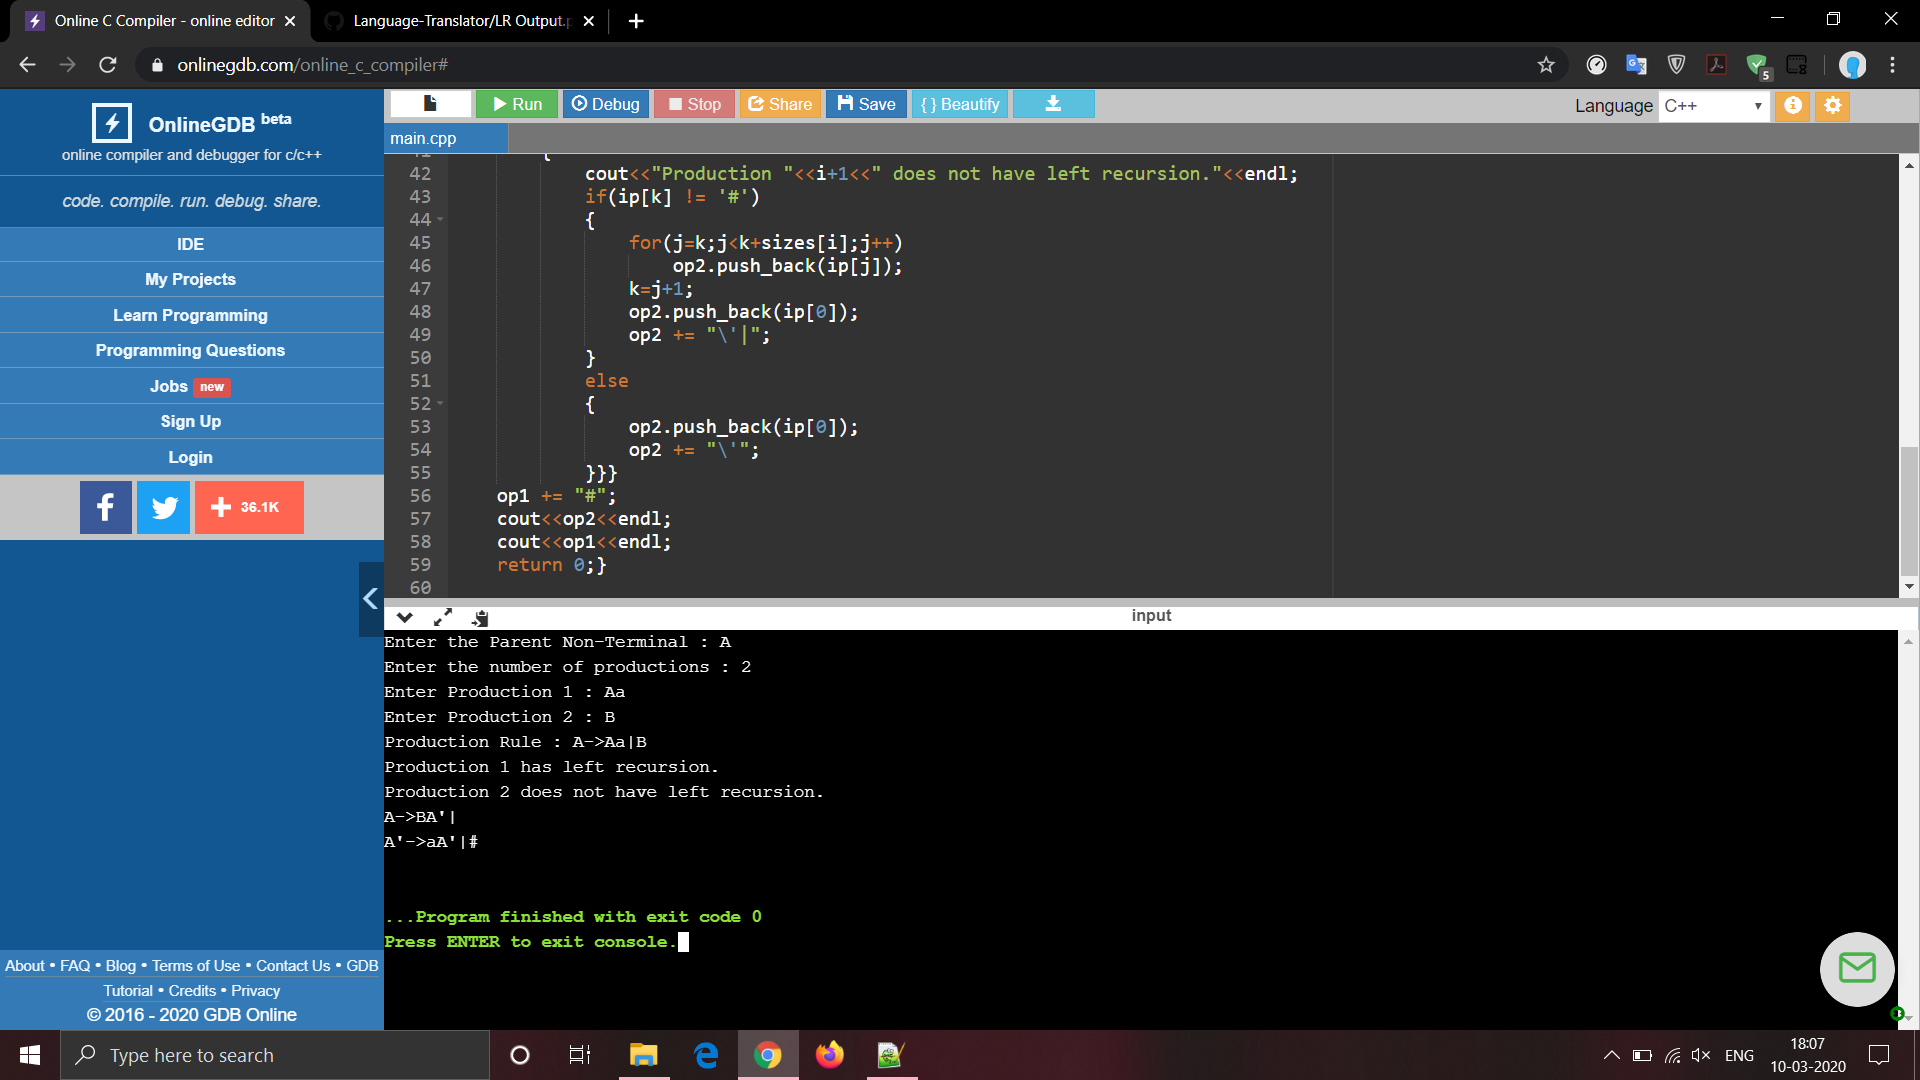 Online C Compiler - online editor
Language-Translator/LR Output.p
onlinegdb.com/online_c_compiler#
5
OnlineGDB beta
online compiler and debugger for c/c++
code. compile. run. debug. share.
IDE
My Projects
Learn Programming
Programming Questions
Jobs new
Sign Up
Login
f
36.1K
About • FAQ • Blog • Terms of Use • Contact Us • GDB
Tutorial • Credits • Privacy
© 2016 - 2020 GDB Online
Run Debug Stop Share Save {} Beautify
Language C++
main.cpp
41 {
42 cout<<"Production "<<i+1<<" does not have left recursion."<<endl;
43 if(ip[k] != '#')
44 {
45 for(j=k;j<k+sizes[i];j++)
46 op2.push_back(ip[j]);
47 k=j+1;
48 op2.push_back(ip[0]);
49 op2 += "\'|";
50 }
51 else
52 {
53 op2.push_back(ip[0]);
54 op2 += "\'";
55 }}}
56 op1 += "#";
57 cout<<op2<<endl;
58 cout<<op1<<endl;
59 return 0;}
60
input
Enter the Parent Non-Terminal : A
Enter the number of productions : 2
Enter Production 1 : Aa
Enter Production 2 : B
Production Rule : A->Aa|B
Production 1 has left recursion.
Production 2 does not have left recursion.
A->BA'|
A'->aA'|#
...Program finished with exit code 0
Press ENTER to exit console.
Type here to search
ENG
18:07
10-03-2020